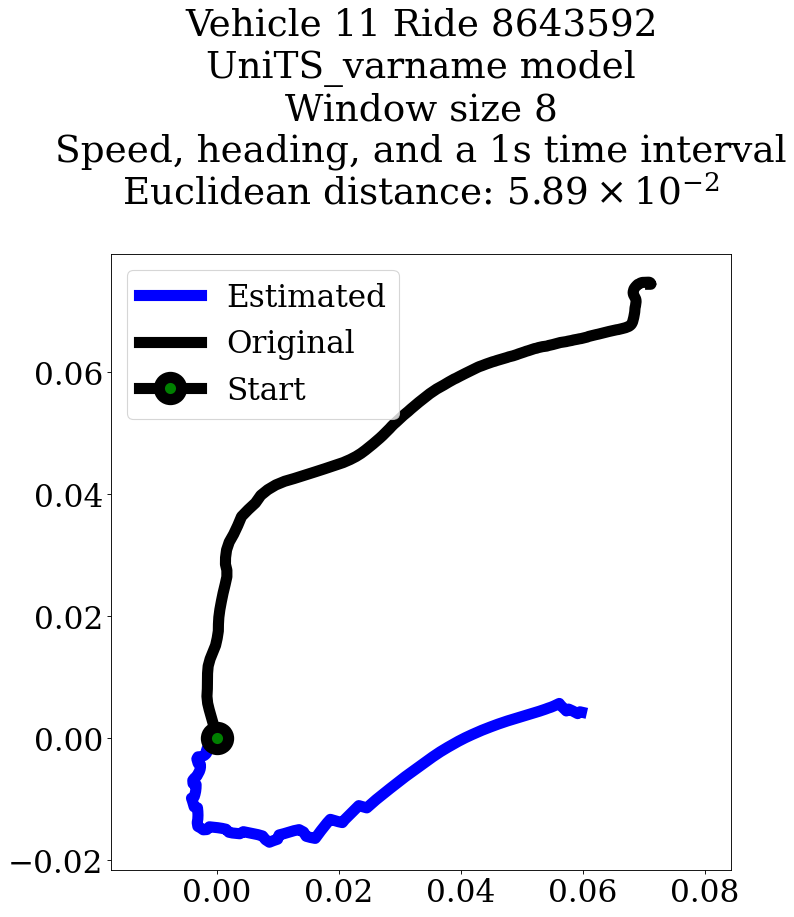 Vehicle 11 Ride 8643592
UniTS_varname model
Window size 8
Speed, heading, and a 1s time interval
Euclidean distance: 5.89 × 10⁻²
Estimated
Original
Start
0.06
0.04
0.02
0.00
−0.02
0.00 0.02 0.04 0.06 0.08